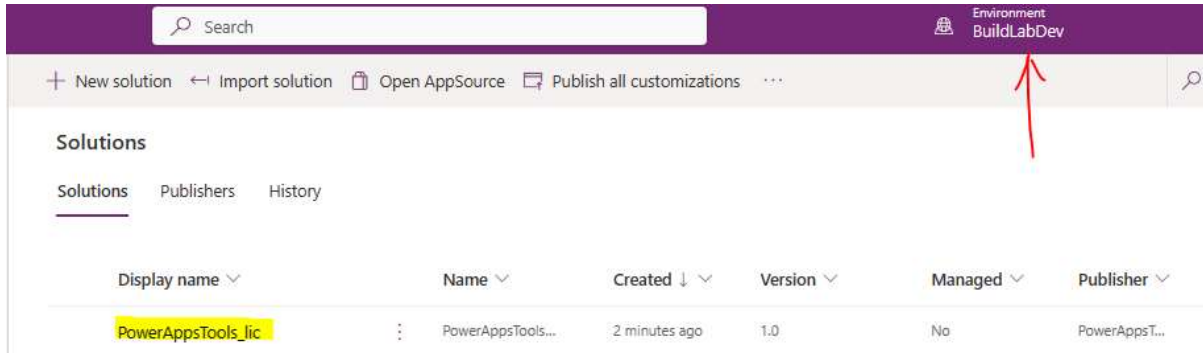 Search
Environment
BuildLabDev
New solution Import solution Open AppSource Publish all customizations ...
Solutions
Solutions Publishers History
Display name Name Created Version Managed Publisher
PowerAppsTools_lic PowerAppsTools... 2 minutes ago 1.0 No PowerAppsT...